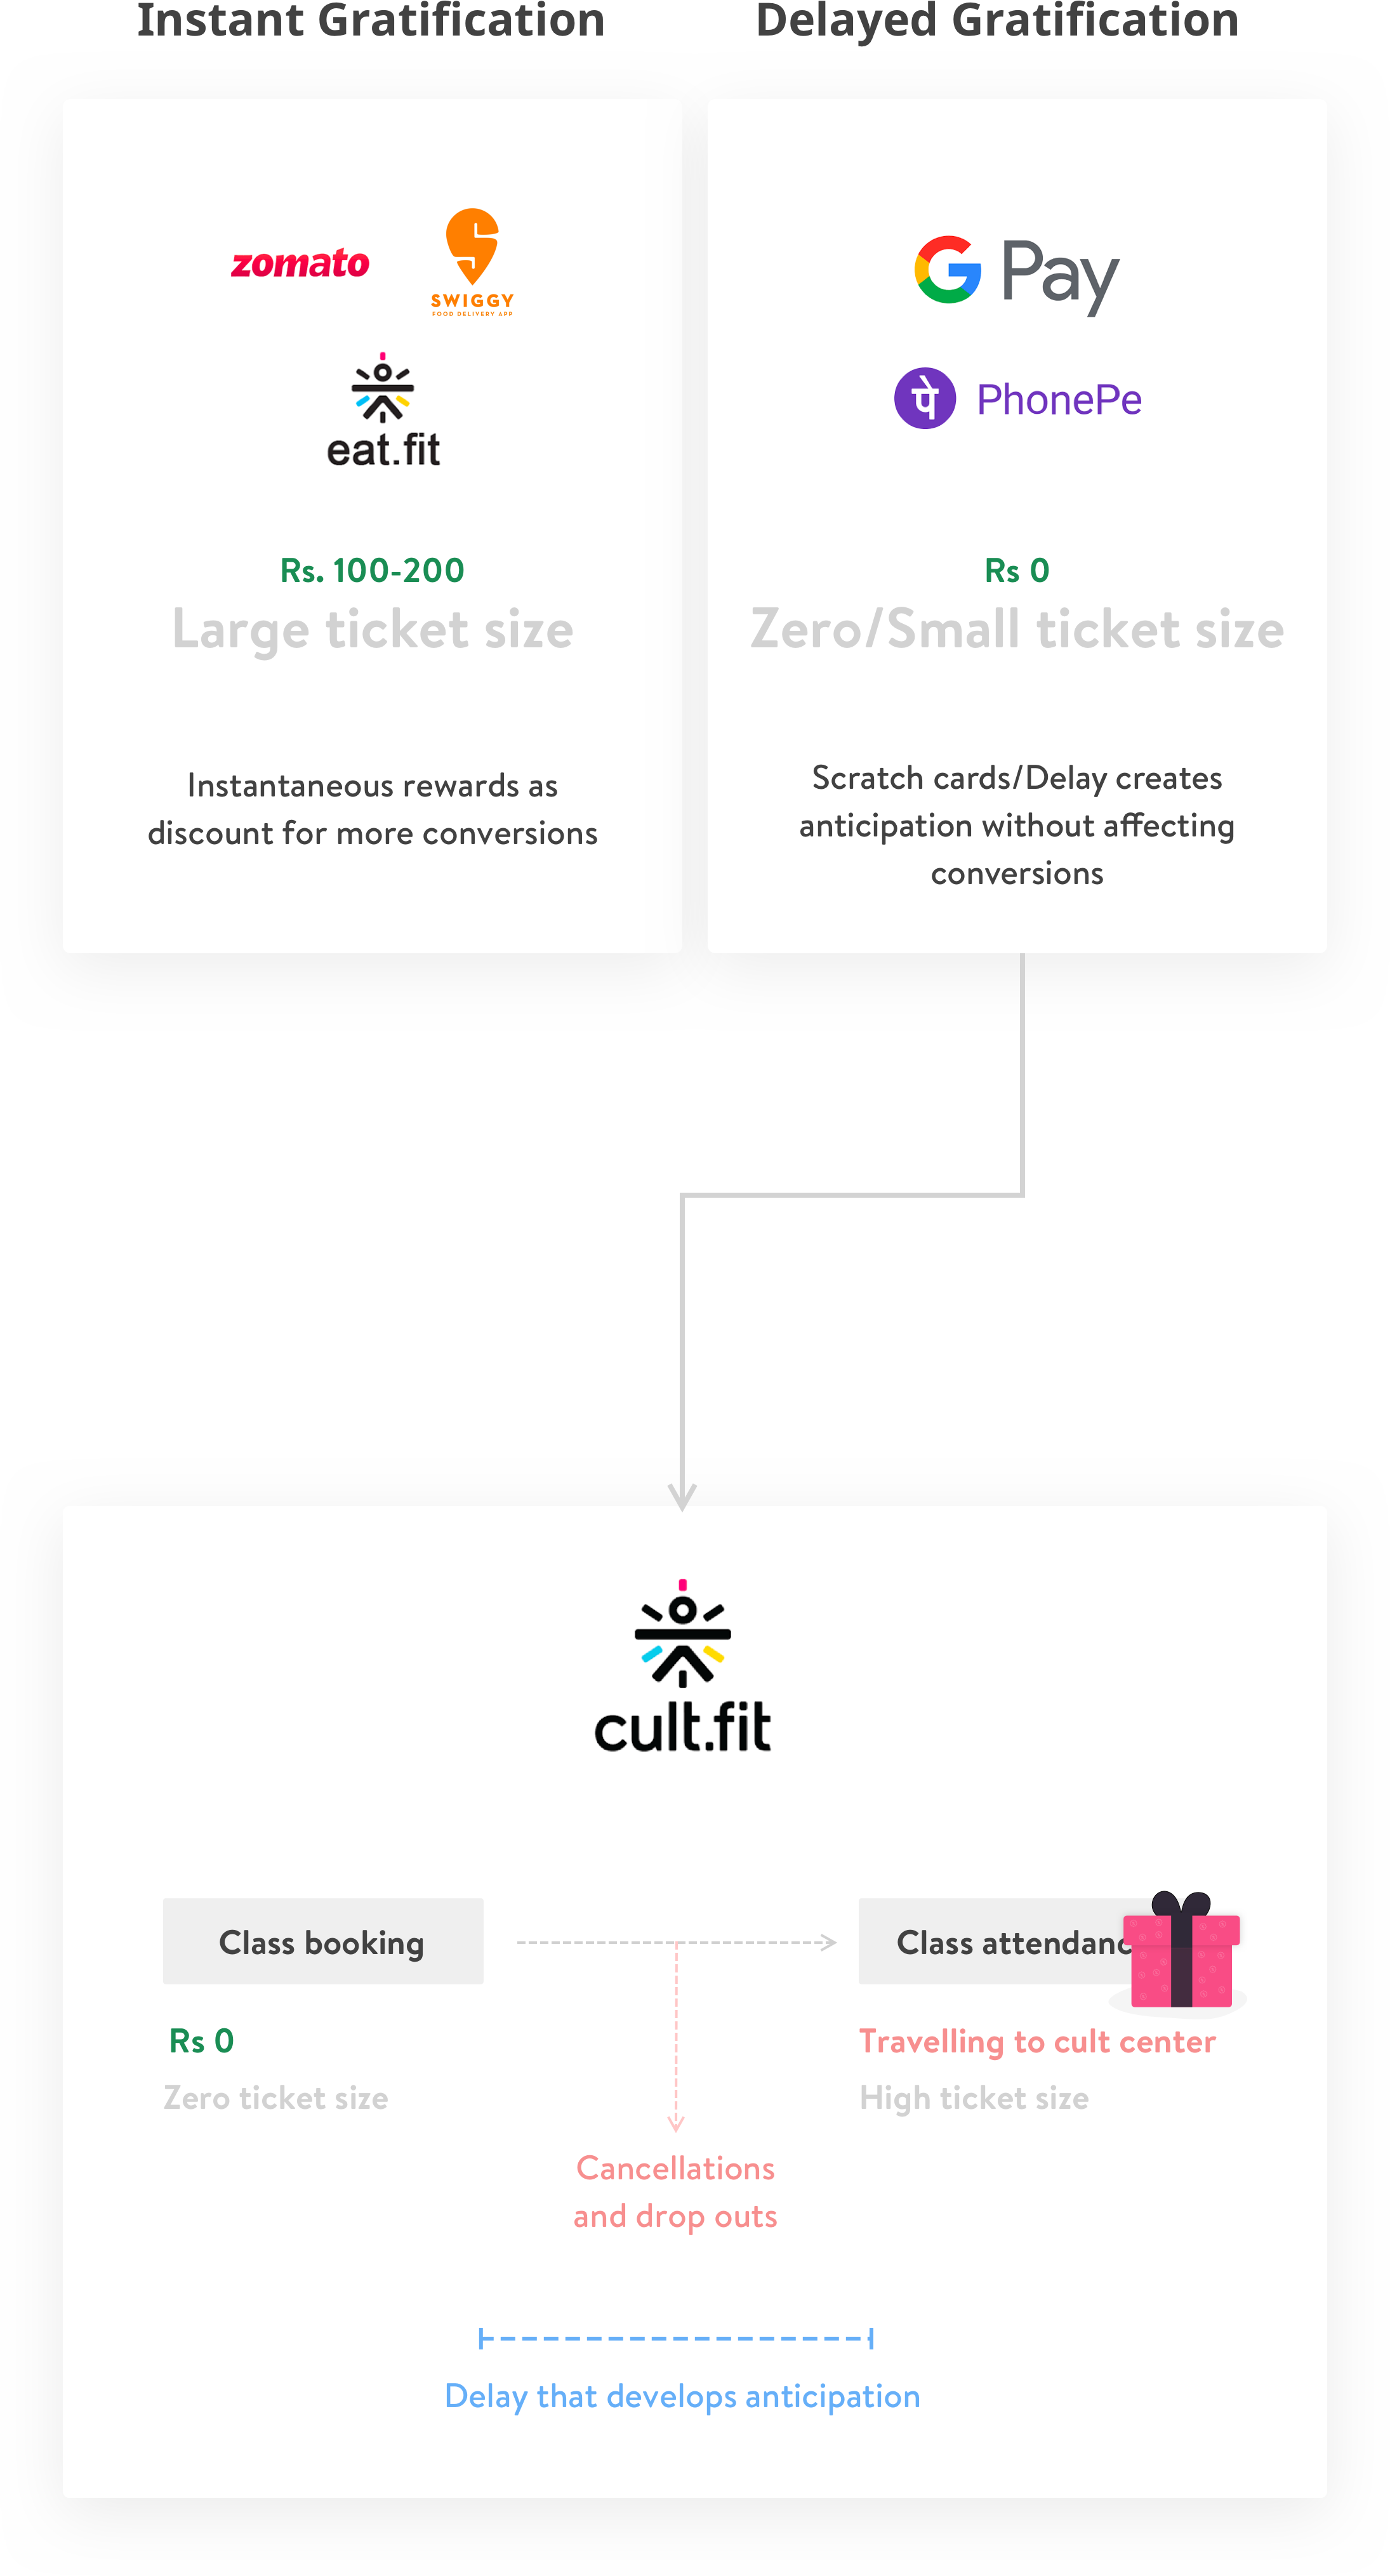 Instant Gratification
Delayed Gratification
zomato
SWIGGY
FOOD DELIVERY APP
eat.fit
G Pay
पे PhonePe
Rs. 100-200
Large ticket size
Rs 0
Zero/Small ticket size
Instantaneous rewards as
discount for more conversions
Scratch cards/Delay creates
anticipation without affecting
conversions
cult.fit
Class booking
Class attendanc
Rs 0
Zero ticket size
Travelling to cult center
High ticket size
Cancellations
and drop outs
Delay that develops anticipation